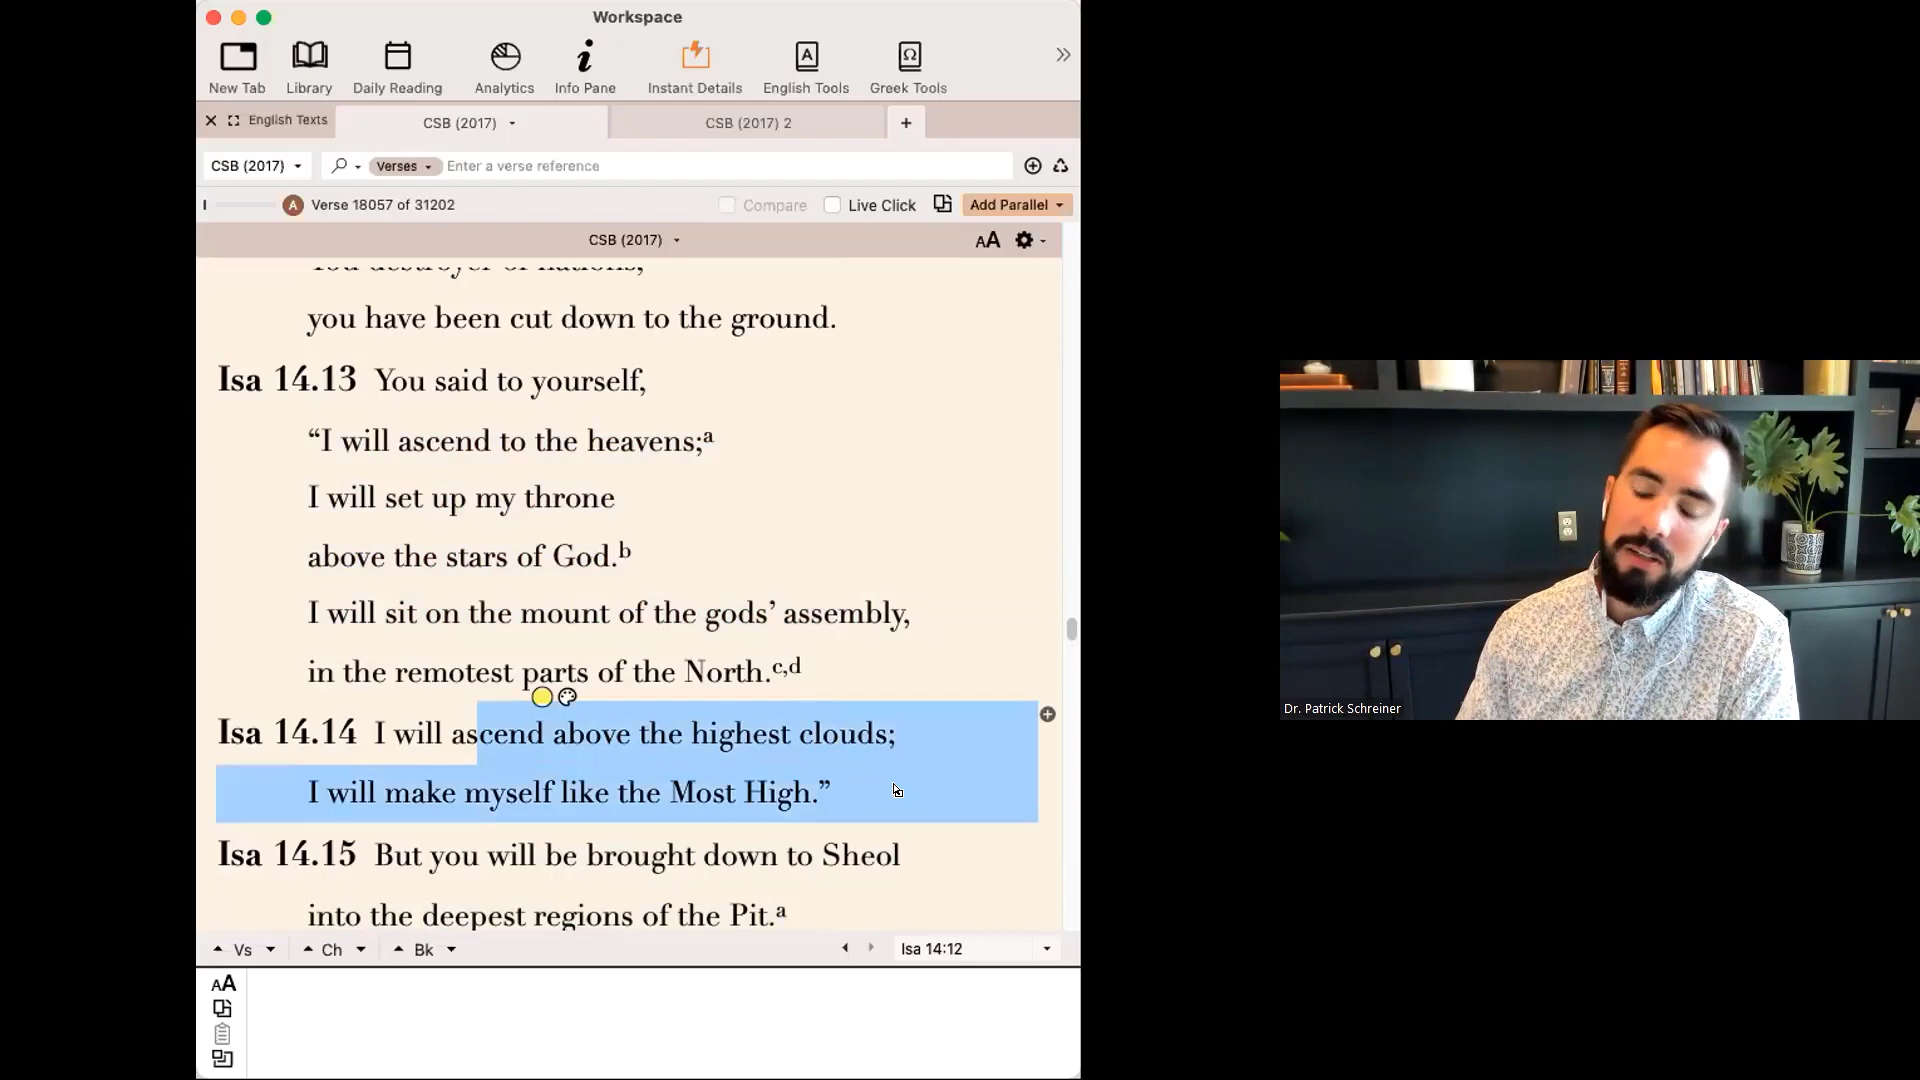 Workspace
New Tab
Library
Daily Reading
Analytics
Info Pane
Instant Details
English Tools
Greek Tools
English Texts
CSB (2017)
CSB (2017) 2
CSB (2017)
Verses
Enter a verse reference
A
Verse 18057 of 31202
Compare
Live Click
Add Parallel
CSB (2017)
AA
You destroyer of nations,
you have been cut down to the ground.
Isa 14.13 You said to yourself,
“I will ascend to the heavens;a
I will set up my throne
above the stars of God.b
I will sit on the mount of the gods’ assembly,
in the remotest parts of the North.c,d
Isa 14.14 I will ascend above the highest clouds;
I will make myself like the Most High.”
Isa 14.15 But you will be brought down to Sheol
into the deepest regions of the Pit.a
Vs
Ch
Bk
Isa 14:12
AA
Dr. Patrick Schreiner